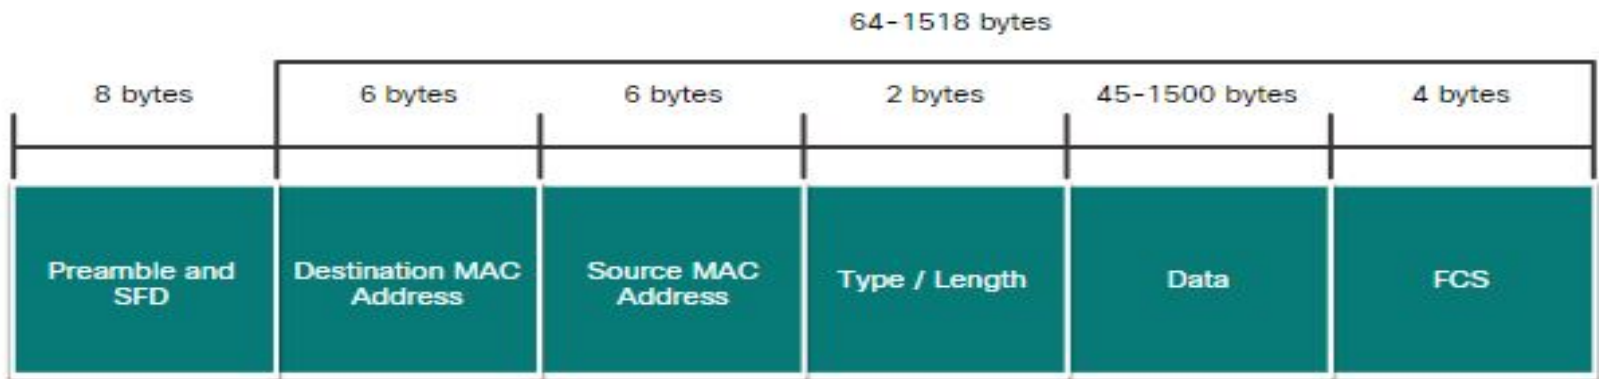 64-1518 bytes
8 bytes
6 bytes
6 bytes
2 bytes
45-1500 bytes
4 bytes
Preamble and
SFD
Destination MAC
Address
Source MAC
Address
Type / Length
Data
FCS